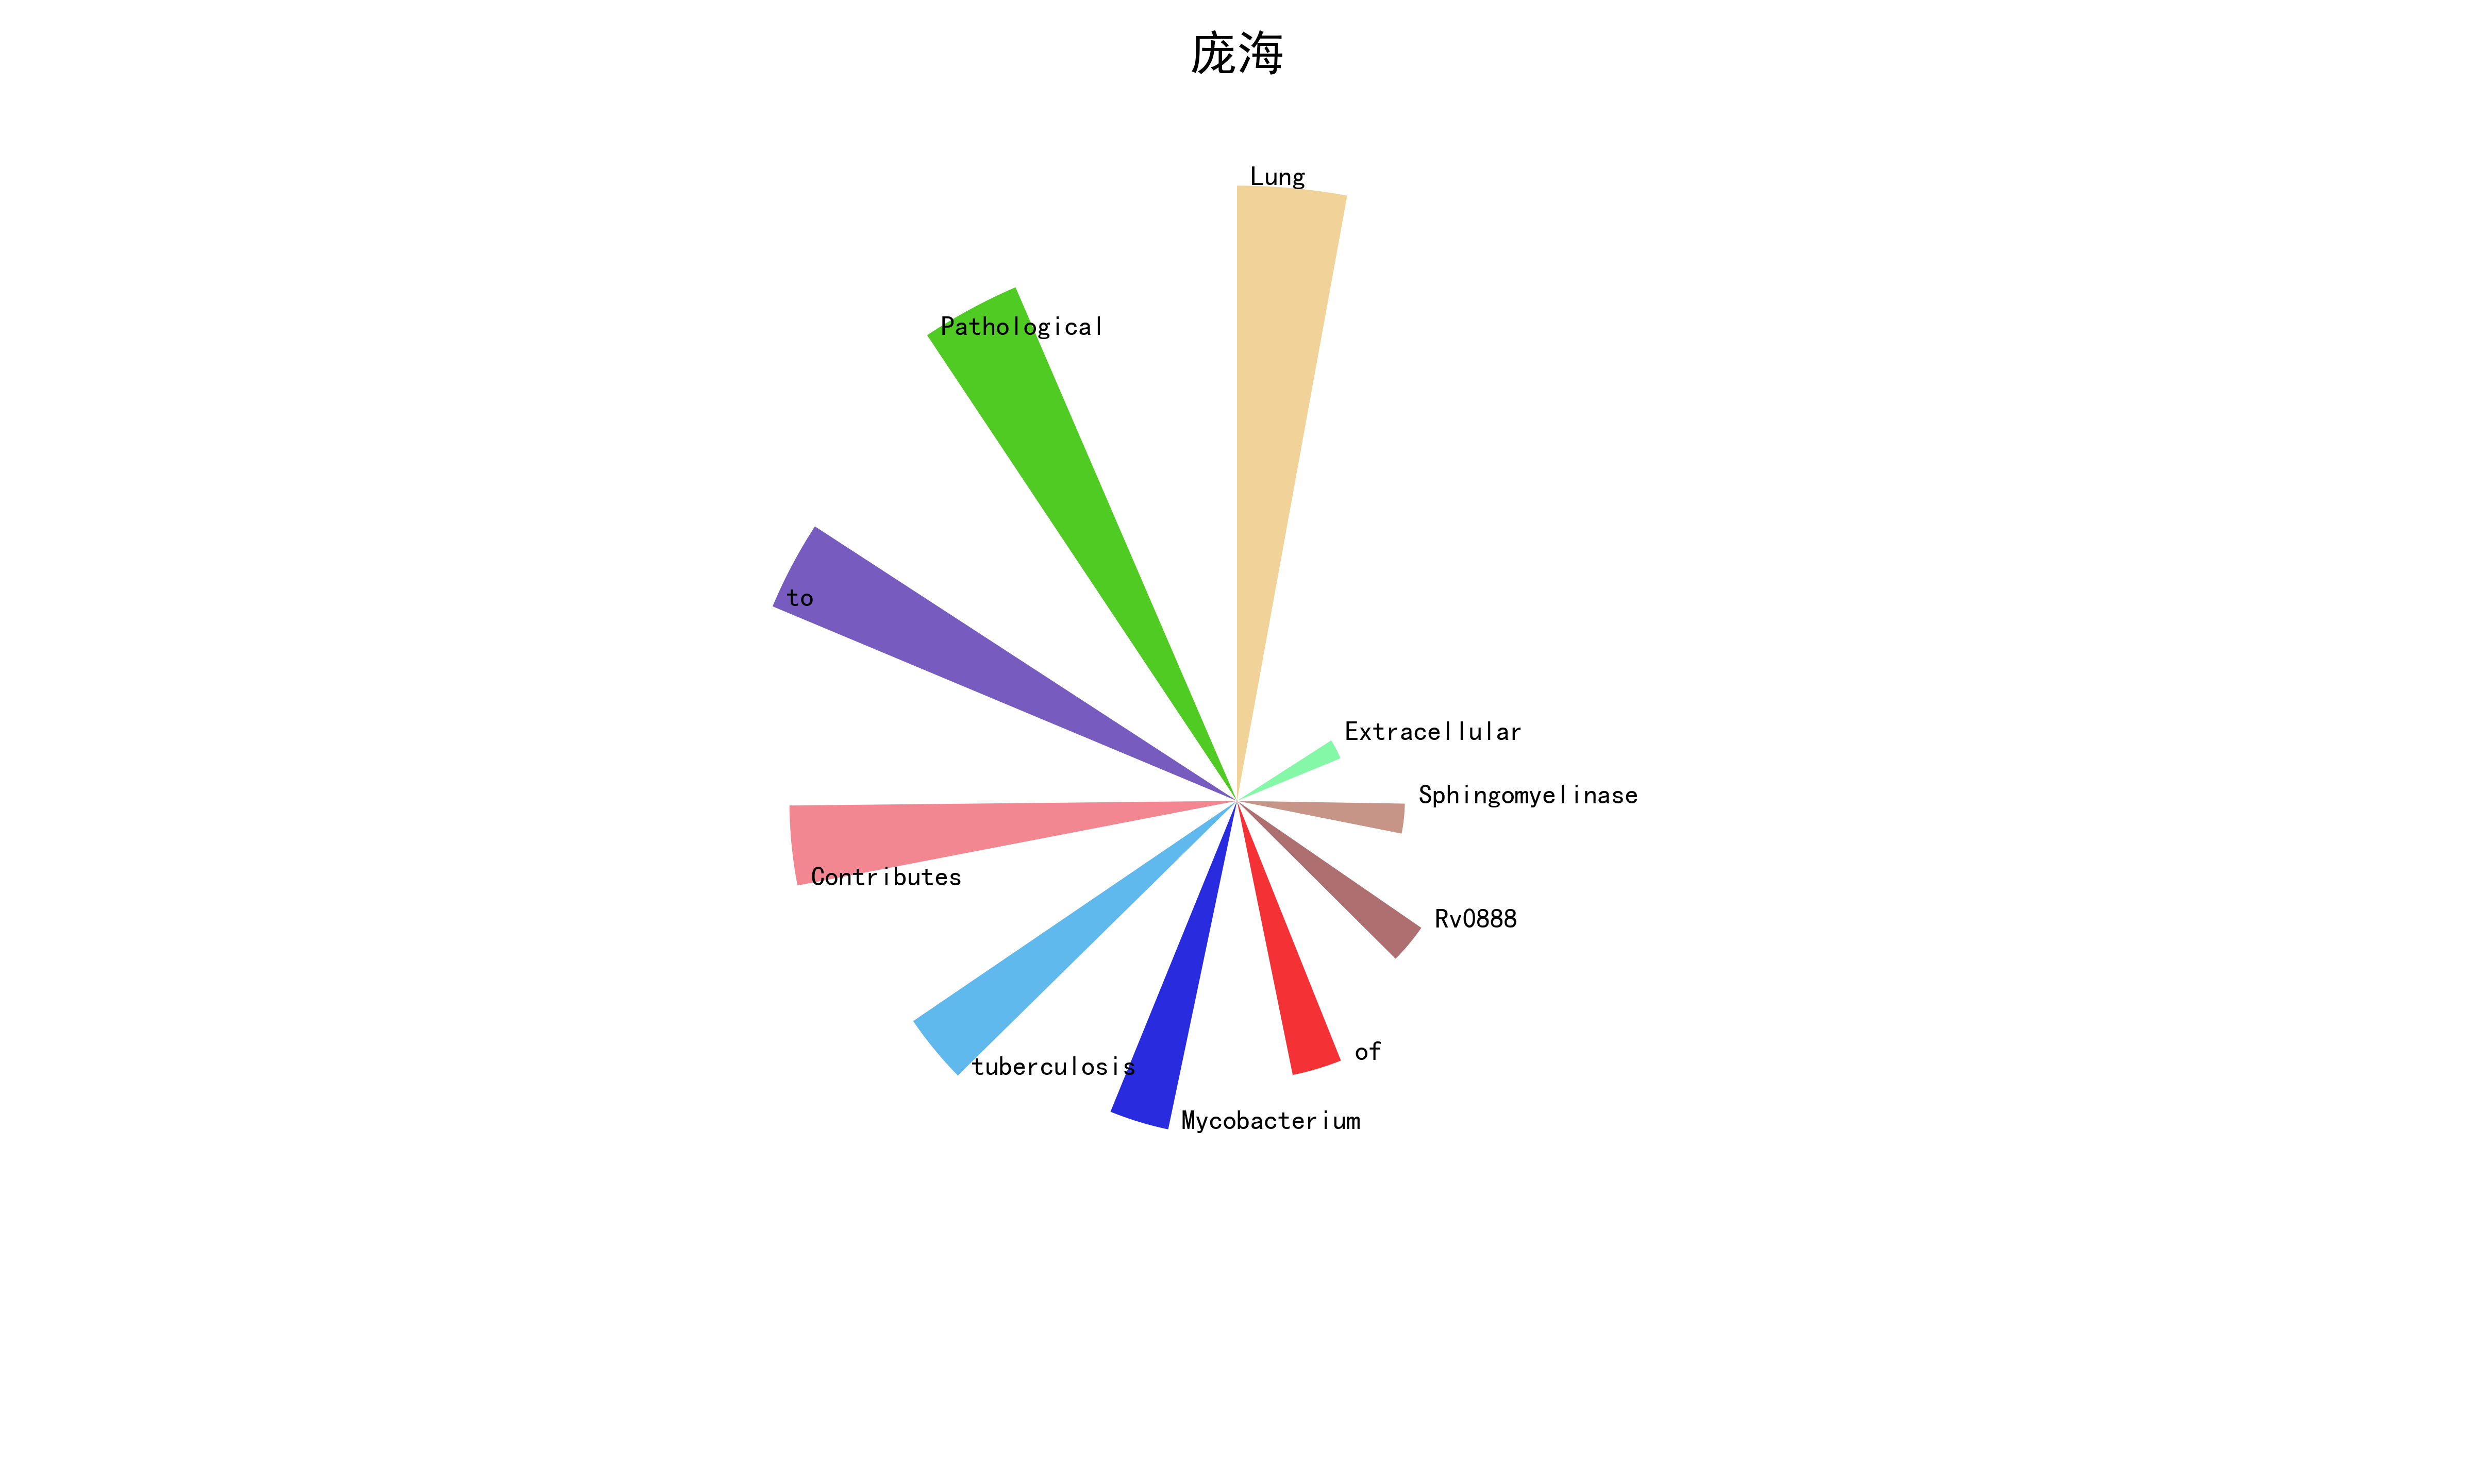 庞海
Lung
Pathological
to
Extracellular
Sphingomyelinase
Contributes
Rv0888
of
tuberculosis
Mycobacterium